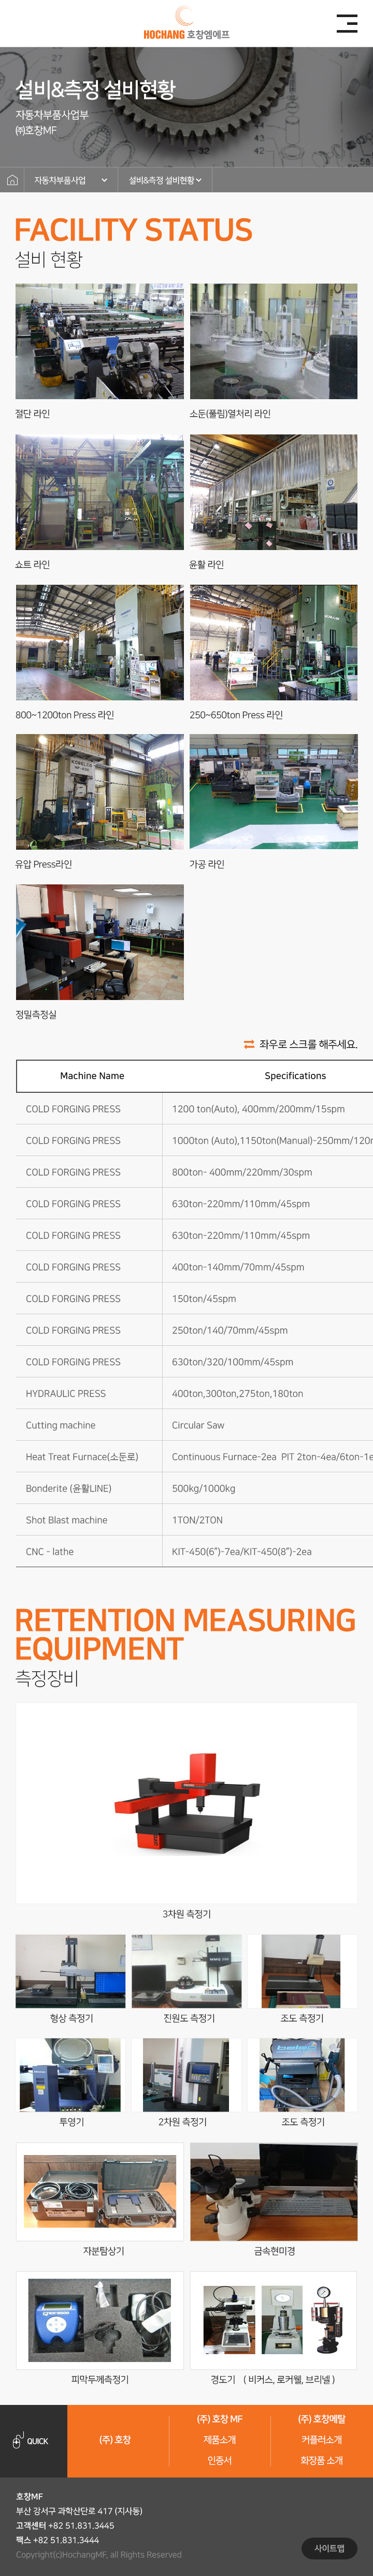 HOCHANG 호창엠에프
설비&측정 설비현황
자동차부품사업부
㈜호창MF
자동차부품사업
설비&측정 설비현황
FACILITY STATUS
설비 현황
절단 라인
소둔(풀림)열처리 라인
쇼트 라인
윤활 라인
800~1200ton Press 라인
250~650ton Press 라인
유압 Press라인
가공 라인
정밀측정실
좌우로 스크롤 해주세요.
Machine Name Specifications
COLD FORGING PRESS 1200 ton(Auto), 400mm/200mm/15spm
COLD FORGING PRESS 1000ton (Auto),1150ton(Manual)-250mm/120
COLD FORGING PRESS 800ton- 400mm/220mm/30spm
COLD FORGING PRESS 630ton-220mm/110mm/45spm
COLD FORGING PRESS 630ton-220mm/110mm/45spm
COLD FORGING PRESS 400ton-140mm/70mm/45spm
COLD FORGING PRESS 150ton/45spm
COLD FORGING PRESS 250ton/140/70mm/45spm
COLD FORGING PRESS 630ton/320/100mm/45spm
HYDRAULIC PRESS 400ton,300ton,275ton,180ton
Cutting machine Circular Saw
Heat Treat Furnace(소둔로) Continuous Furnace-2ea PIT 2ton-4ea/6ton-1e
Bonderite (윤활LINE) 500kg/1000kg
Shot Blast machine 1TON/2TON
CNC - lathe KIT-450(6")-7ea/KIT-450(8")-2ea
RETENTION MEASURING
EQUIPMENT
측정장비
3차원 측정기
형상 측정기
진원도 측정기
조도 측정기
투영기
2차원 측정기
조도 측정기
자분탐상기
금속현미경
피막두께측정기
경도기 ( 비커스, 로커웰, 브리넬 )
QUICK
(주) 호창
(주) 호창 MF
제품소개
인증서
(주) 호창메탈
커플러소개
화장품 소개
호창MF
부산 강서구 과학산단로 417 (지사동)
고객센터 +82 51.831.3445
팩스 +82 51.831.3444
Copyright(c)HochangMF, all Rights Reserved
사이트맵